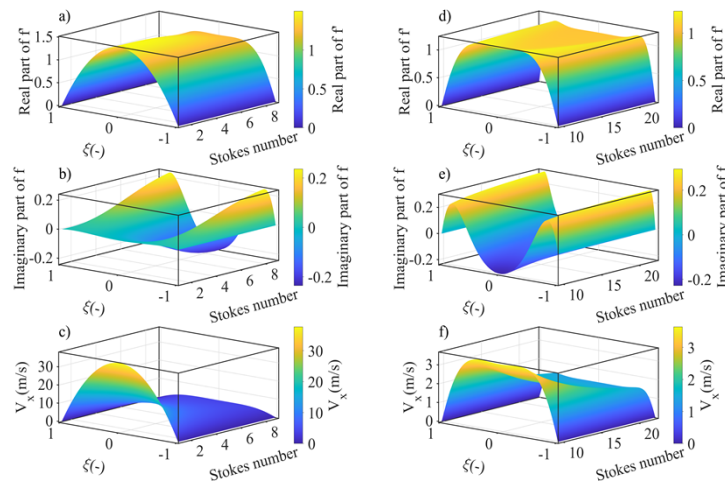 a)
Real part of f'
1.5
1
0.5
0
1
0
-1
ξ(-)
2
4
6
8
Stokes number
1
0.5
0
Real part of f'
d)
Real part of f'
1
0.5
0
1
0
-1
ξ(-)
10
15
20
Stokes number
1
0.5
0
Real part of f'
b)
Imaginary part of f
0.2
0
-0.2
1
0
-1
ξ(-)
2
4
6
8
Stokes number
0.2
0
-0.2
Imaginary part of f
e)
Imaginary part of f
0.2
0
-0.2
1
0
-1
ξ(-)
10
15
20
Stokes number
0.2
0
-0.2
Imaginary part of f
c)
Vx(m/s)
30
20
10
0
1
0
-1
ξ(-)
2
4
6
8
Stokes number
30
20
10
0
Vx(m/s)
f)
Vx(m/s)
3
2
1
0
1
0
-1
ξ(-)
10
15
20
Stokes number
3
2
1
0
Vx(m/s)